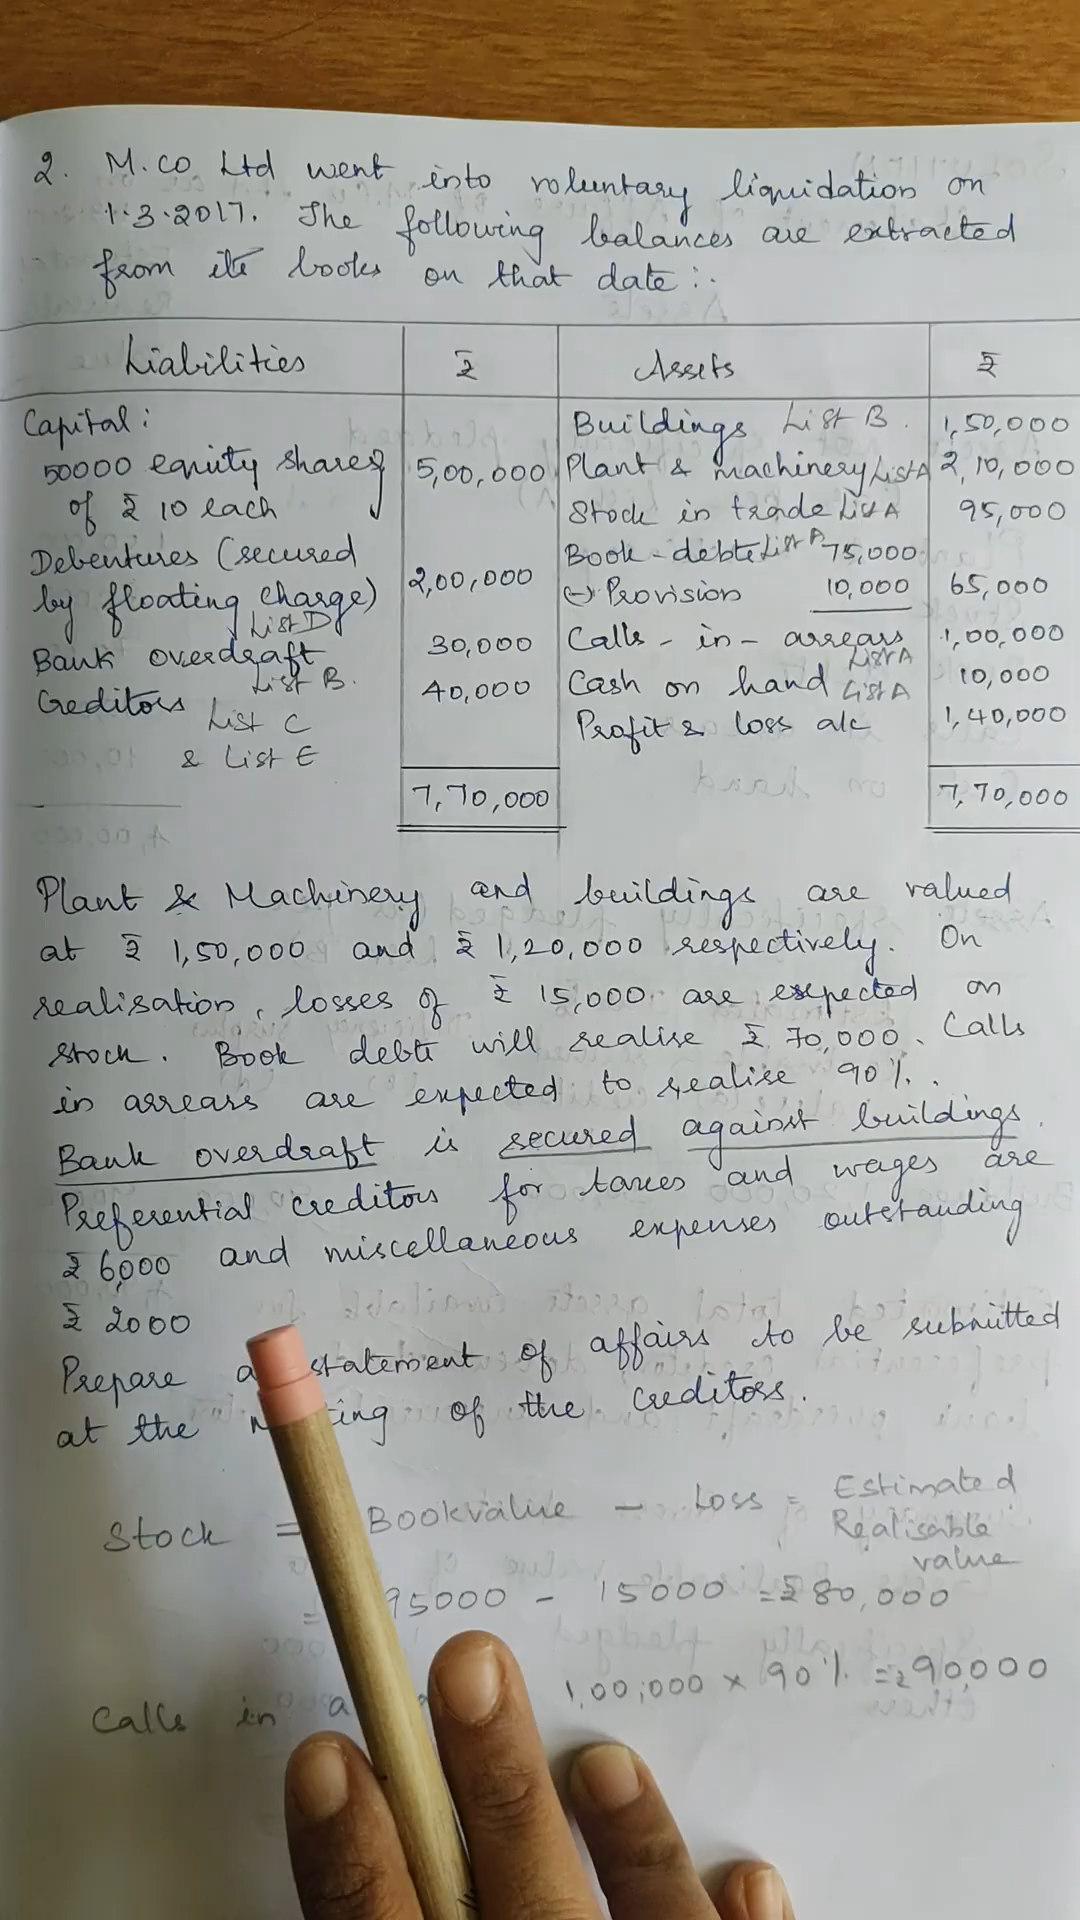 2. M.co Ltd went into voluntary liquidation on
1.3.2017. The following balances are extracted
from its books on that date :-
Liabilities ₹ Assets ₹
Capital :
50000 equity shares
of ₹ 10 each 5,00,000
Debentures (secured
by floating charge) 2,00,000
List D
Bank overdraft 30,000
List B.
Creditors 40,000
List C
& List E
7,70,000
Buildings List B. 1,50,000
Plant & machinery List A 2,10,000
Stock in trade List A 95,000
Book-debts List A 75,000
(-) Provision 10,000 65,000
Calls-in-arrears 1,00,000
List A
Cash on hand List A 10,000
Profit & loss a/c 1,40,000
7,70,000
Plant & Machinery and buildings are valued
at ₹ 1,50,000 and ₹ 1,20,000 respectively. On
realisation, losses of ₹ 15,000 are expected on
stock. Book debts will realise ₹ 70,000. Calls
in arrears are expected to realise 90%.
Bank overdraft is secured against buildings.
Preferential creditors for taxes and wages are
₹ 6,000 and miscellaneous expenses outstanding
₹ 2000
Prepare a statement of affairs to be submitted
at the of the creditors.
Stock = Bookvalue - Loss = Estimated
Realisable
value
= 95000 - 15000 = ₹ 80,000
Calls in 1,00,000 x 90% = ₹ 90,000